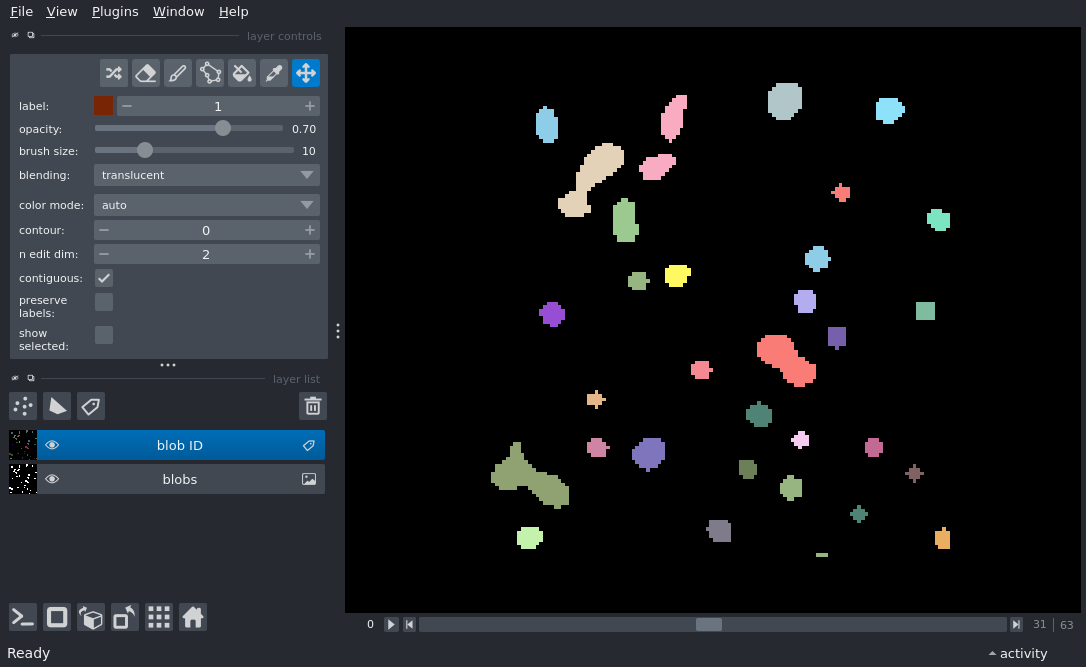 File View Plugins Window Help
layer controls
label: 1
opacity: 0.70
brush size: 10
blending: translucent
color mode: auto
contour: 0
n edit dim: 2
contiguous:
preserve
labels:
show
selected:
layer list
blob ID
blobs
0 31 | 63
Ready activity